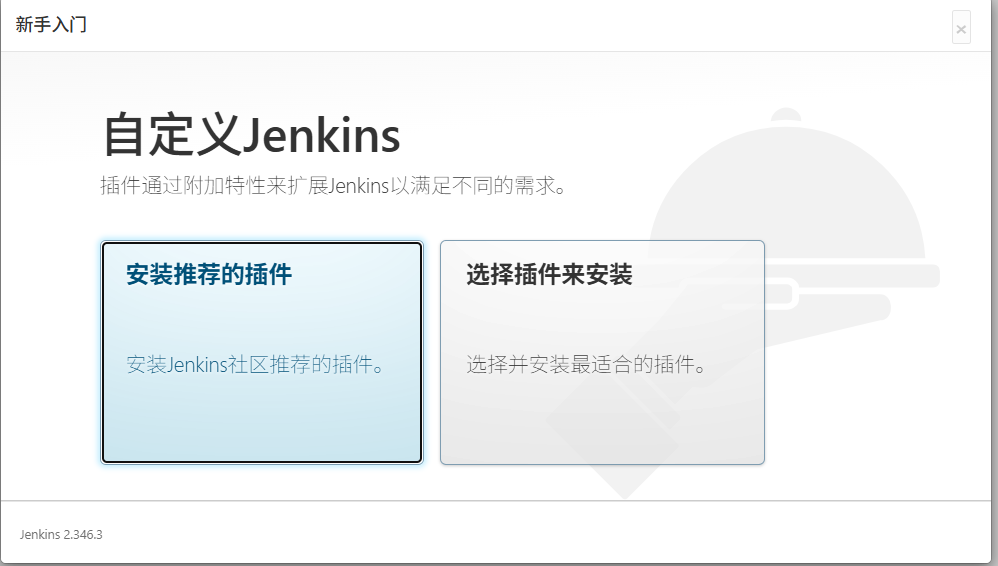 新手入门
×
自定义Jenkins
插件通过附加特性来扩展Jenkins以满足不同的需求。
安装推荐的插件
安装Jenkins社区推荐的插件。
选择插件来安装
选择并安装最适合的插件。
Jenkins 2.346.3